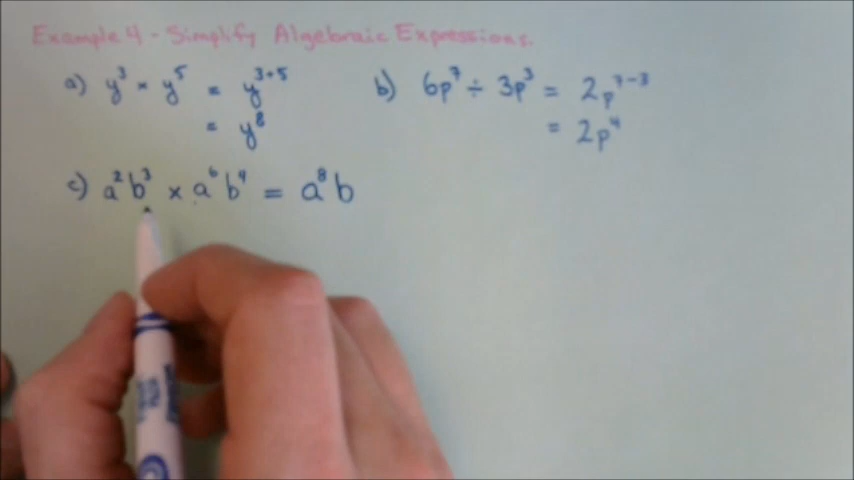 Example 4 - Simplify Algebraic Expressions.
a) y³ × y⁵ = y³⁺⁵
= y⁸
b) 6p⁷ ÷ 3p³ = 2p⁷⁻³
= 2p⁴
c) a²b³ × a⁶b⁴ = a⁸b